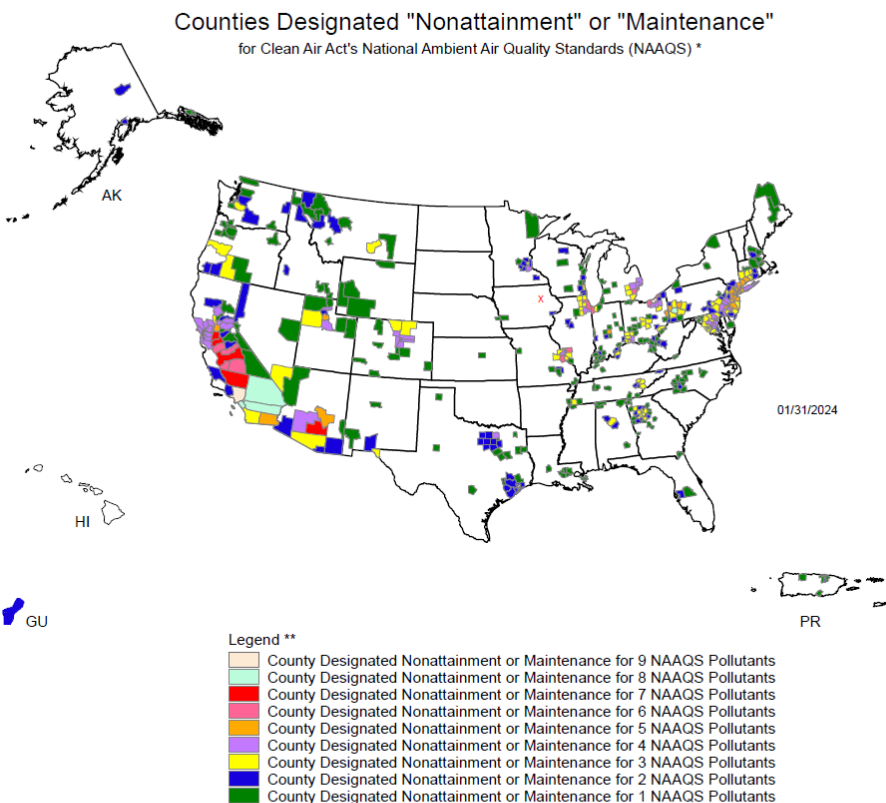 Counties Designated "Nonattainment" or "Maintenance"
for Clean Air Act's National Ambient Air Quality Standards (NAAQS) *
AK
X
01/31/2024
HI
GU
PR
Legend **
County Designated Nonattainment or Maintenance for 9 NAAQS Pollutants
County Designated Nonattainment or Maintenance for 8 NAAQS Pollutants
County Designated Nonattainment or Maintenance for 7 NAAQS Pollutants
County Designated Nonattainment or Maintenance for 6 NAAQS Pollutants
County Designated Nonattainment or Maintenance for 5 NAAQS Pollutants
County Designated Nonattainment or Maintenance for 4 NAAQS Pollutants
County Designated Nonattainment or Maintenance for 3 NAAQS Pollutants
County Designated Nonattainment or Maintenance for 2 NAAQS Pollutants
County Designated Nonattainment or Maintenance for 1 NAAQS Pollutants